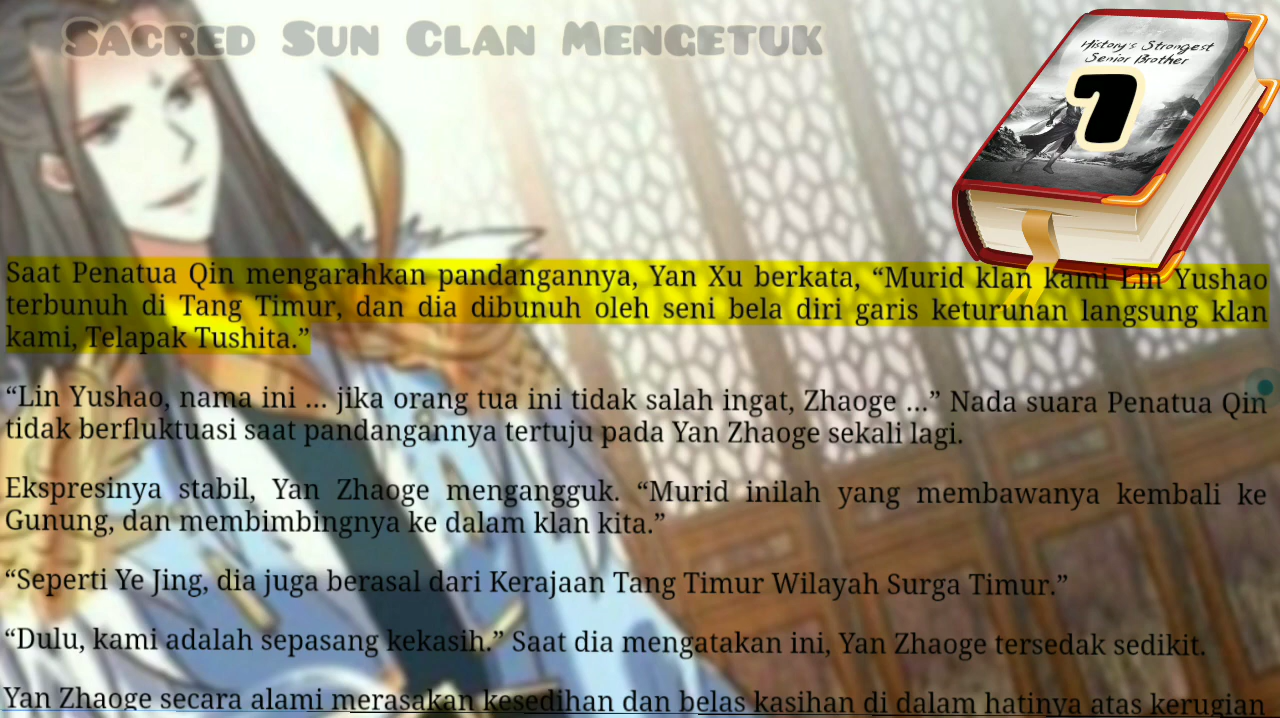 Sacred Sun Clan Mengetuk
History's Strongest
Senior Brother
7
Saat Penatua Qin mengarahkan pandangannya, Yan Xu berkata, “Murid klan kami Lin Yushao
terbunuh di Tang Timur, dan dia dibunuh oleh seni bela diri garis keturunan langsung klan
kami, Telapak Tushita.”
“Lin Yushao, nama ini ... jika orang tua ini tidak salah ingat, Zhaoge ...” Nada suara Penatua Qin
tidak berfluktuasi saat pandangannya tertuju pada Yan Zhaoge sekali lagi.
Ekspresinya stabil, Yan Zhaoge mengangguk. “Murid inilah yang membawanya kembali ke
Gunung, dan membimbingnya ke dalam klan kita.”
“Seperti Ye Jing, dia juga berasal dari Kerajaan Tang Timur Wilayah Surga Timur.”
“Dulu, kami adalah sepasang kekasih.” Saat dia mengatakan ini, Yan Zhaoge tersedak sedikit.
Yan Zhaoge secara alami merasakan kesedihan dan belas kasihan di dalam hatinya atas kerugian